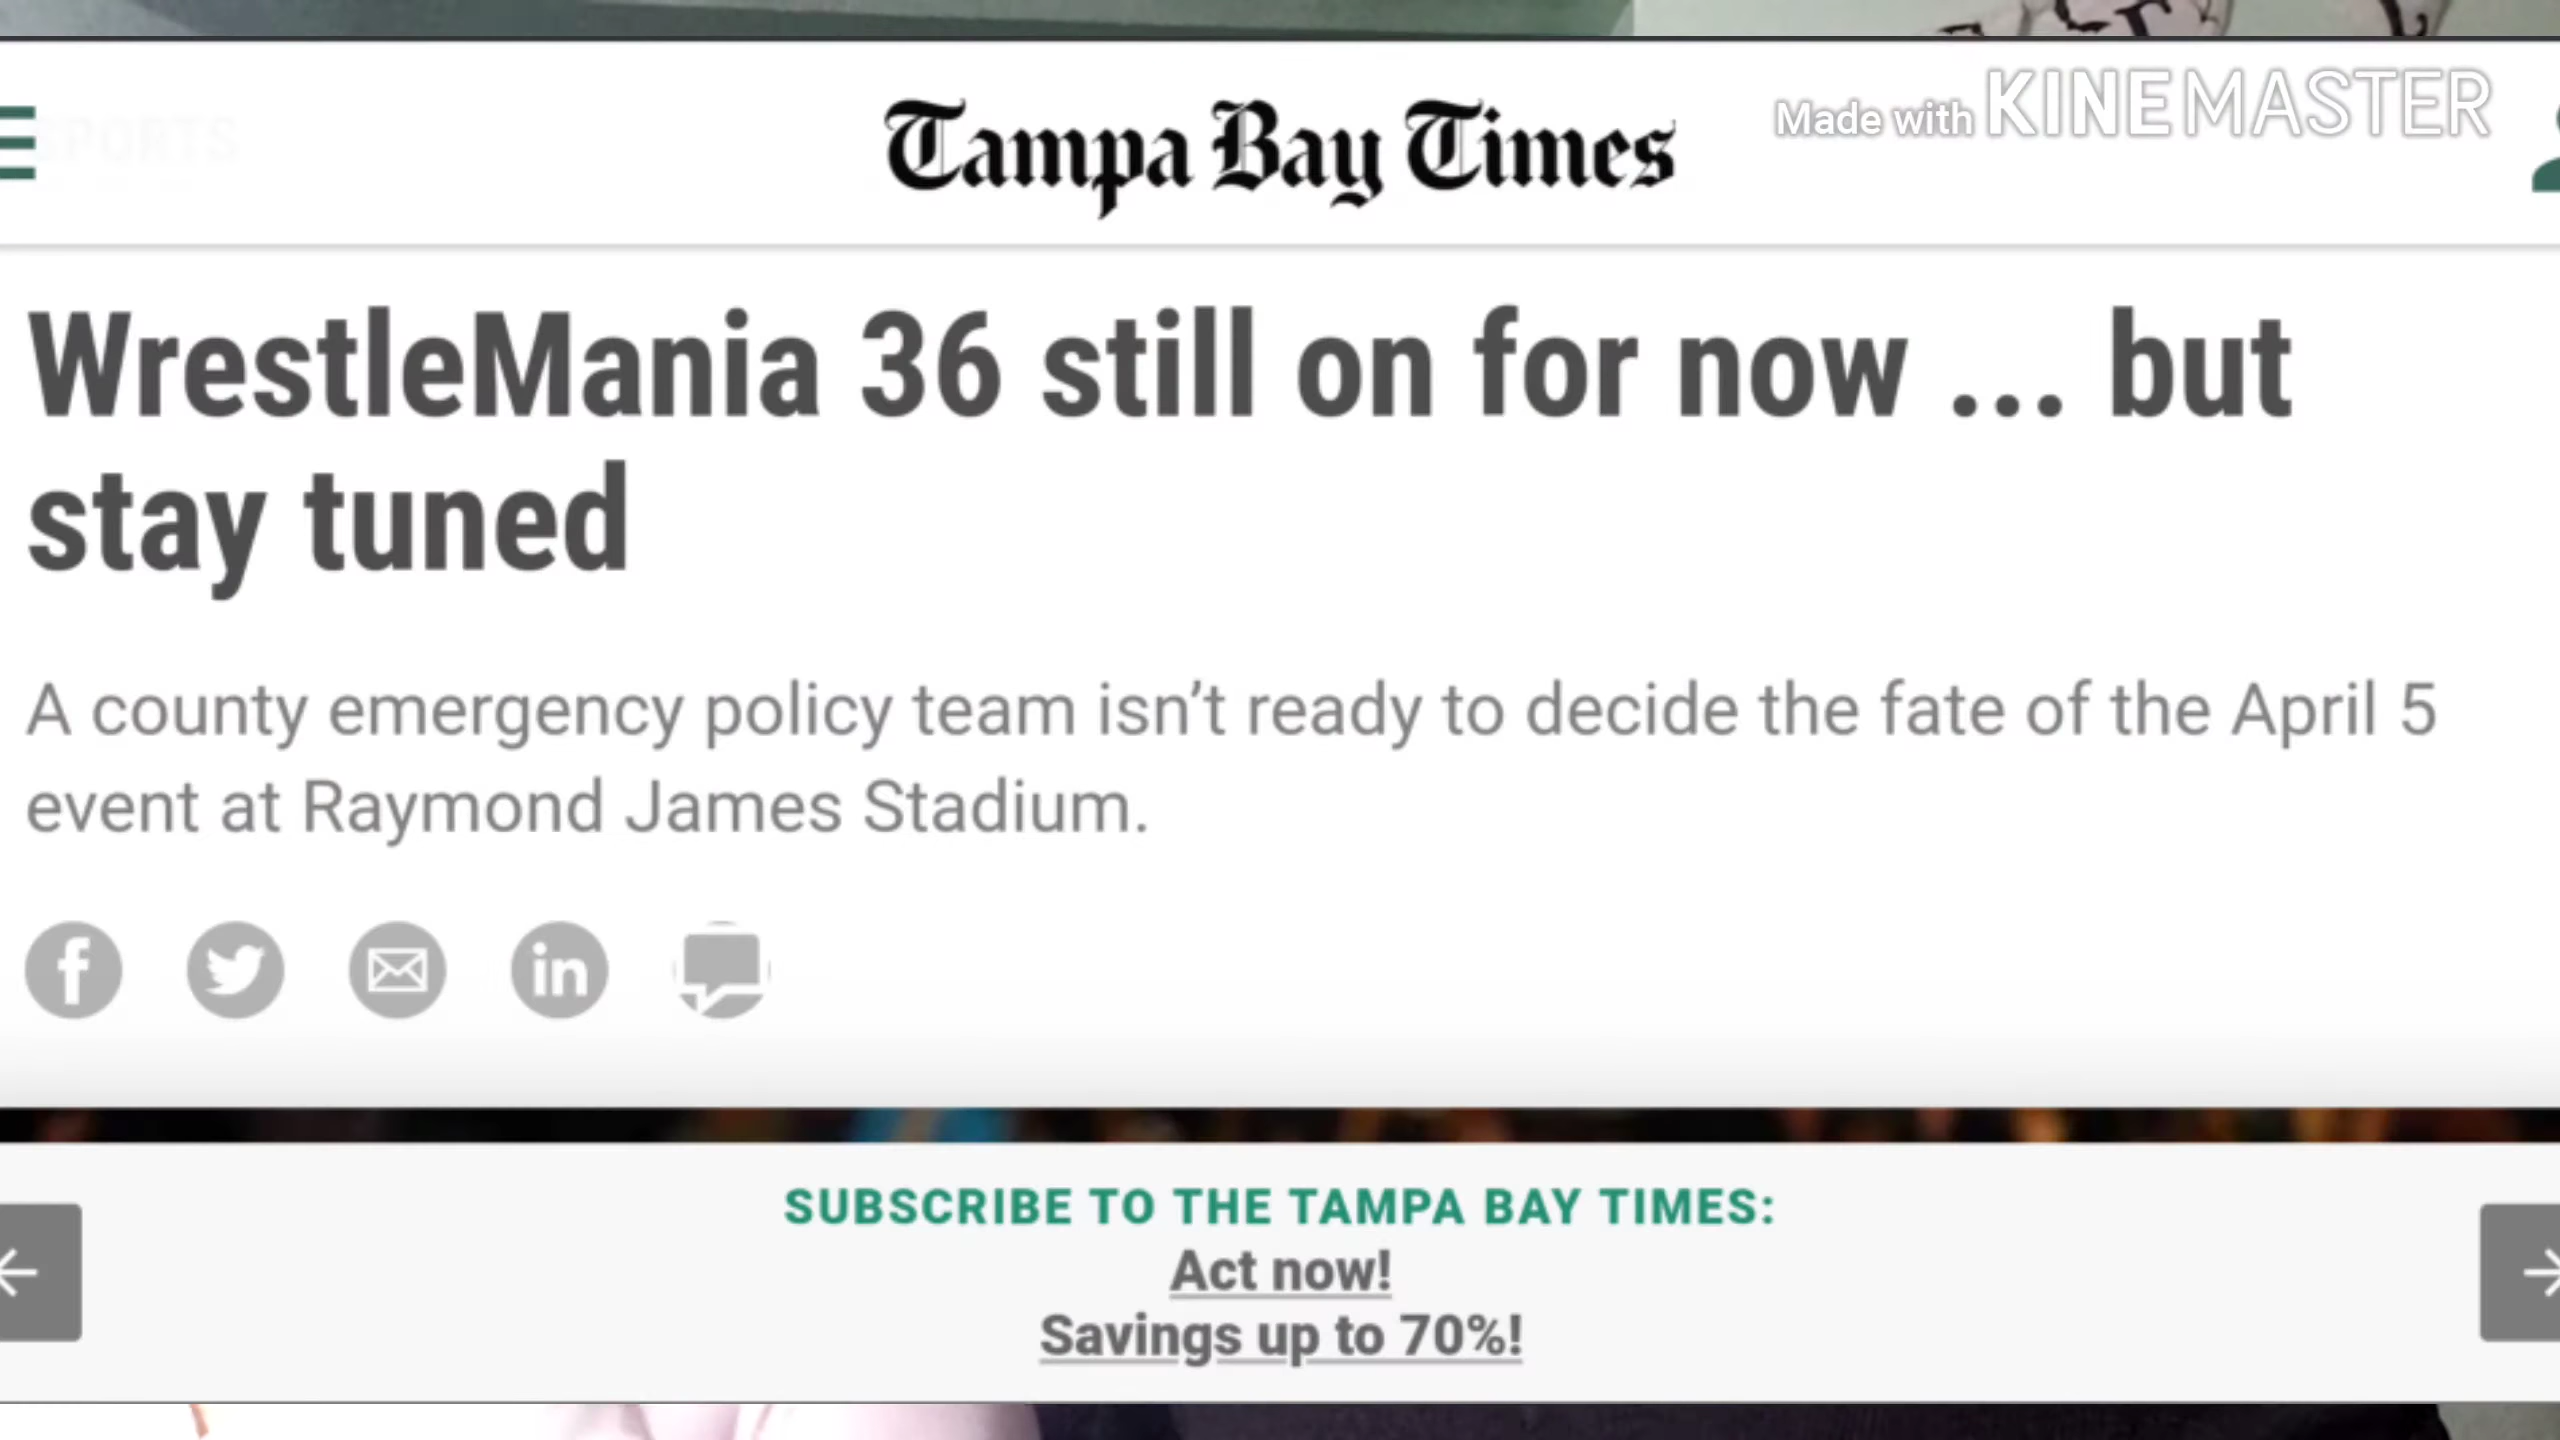 Made with KINEMASTER
SPORTS
Tampa Bay Times
WrestleMania 36 still on for now ... but
stay tuned
A county emergency policy team isn't ready to decide the fate of the April 5
event at Raymond James Stadium.
f
in
SUBSCRIBE TO THE TAMPA BAY TIMES:
Act now!
Savings up to 70%!